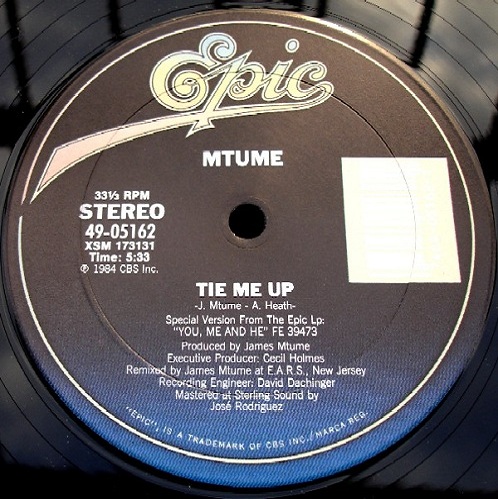 Epic
MTUME
33⅓ RPM
STEREO
49-05162
XSM 173131
Time: 5:33
℗ 1984 CBS Inc.
TIE ME UP
-J. Mtume - A. Heath-
Special Version From The Epic Lp:
"YOU, ME AND HE" FE 39473
Produced by James Mtume
Executive Producer: Cecil Holmes
Remixed by James Mtume at E.A.R.S., New Jersey
Recording Engineer: David Dachinger
Mastered at Sterling Sound by
José Rodriguez
"EPIC", IS A TRADEMARK OF CBS INC./MARCA REG.